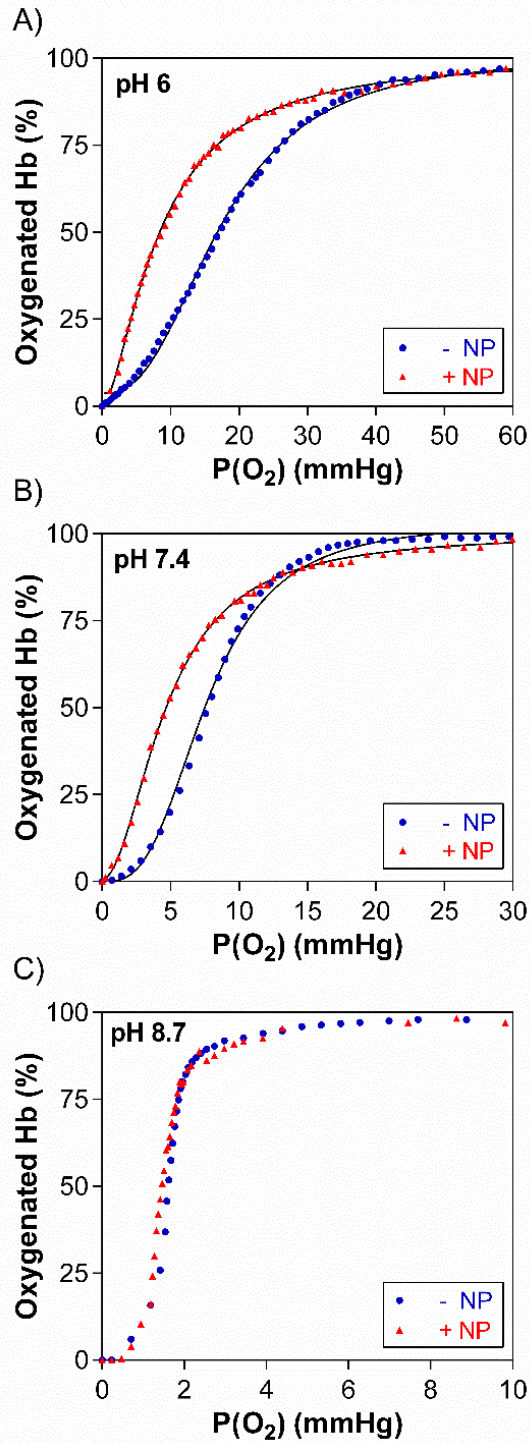 A)
pH 6
Oxygenated Hb (%)
100
75
50
25
0
- NP
+ NP
0 10 20 30 40 50 60
P(O₂) (mmHg)
B)
pH 7.4
Oxygenated Hb (%)
100
75
50
25
0
- NP
+ NP
0 5 10 15 20 25 30
P(O₂) (mmHg)
C)
pH 8.7
Oxygenated Hb (%)
100
75
50
25
0
- NP
+ NP
0 2 4 6 8 10
P(O₂) (mmHg)